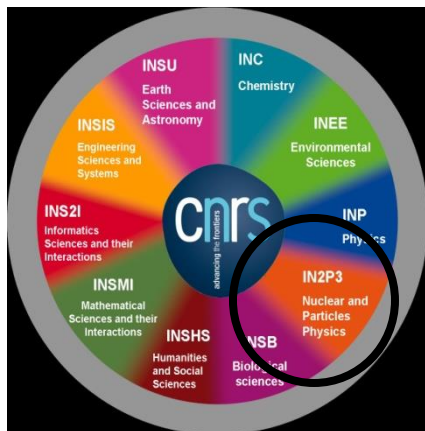 INC
Chemistry
INEE
Environmental
Sciences
INP
Physics
IN2P3
Nuclear and
Particles
Physics
NSB
Biological
sciences
INSHS
Humanities
and Social
Sciences
INSMI
Mathematical
Sciences and their
Interactions
INS2I
Informatics
Sciences and their
Interactions
INSIS
Engineering
Sciences and
Systems
INSU
Earth
Sciences and
Astronomy
cnrs
advancing the frontiers